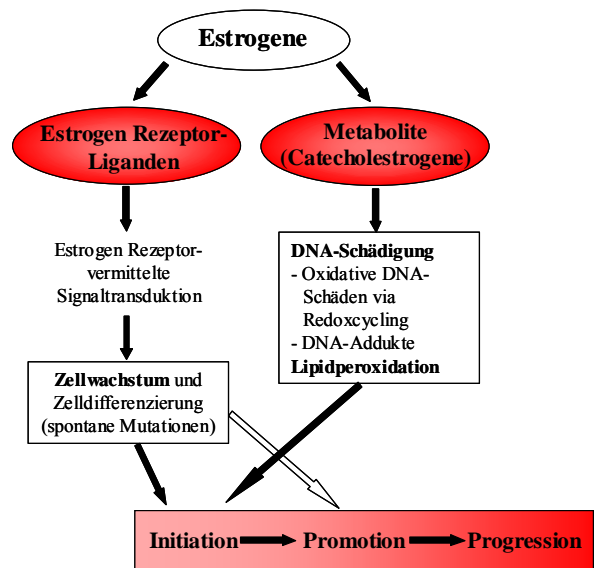 Estrogene
Estrogen Rezeptor-
Liganden
Metabolite
(Catecholestrogene)
Estrogen Rezeptor-
vermittelte
Signaltransduktion
DNA-Schädigung
- Oxidative DNA-
Schäden via
Redoxcycling
- DNA-Addukte
Lipidperoxidation
Zellwachstum und
Zelldifferenzierung
(spontane Mutationen)
Initiation Promotion Progression